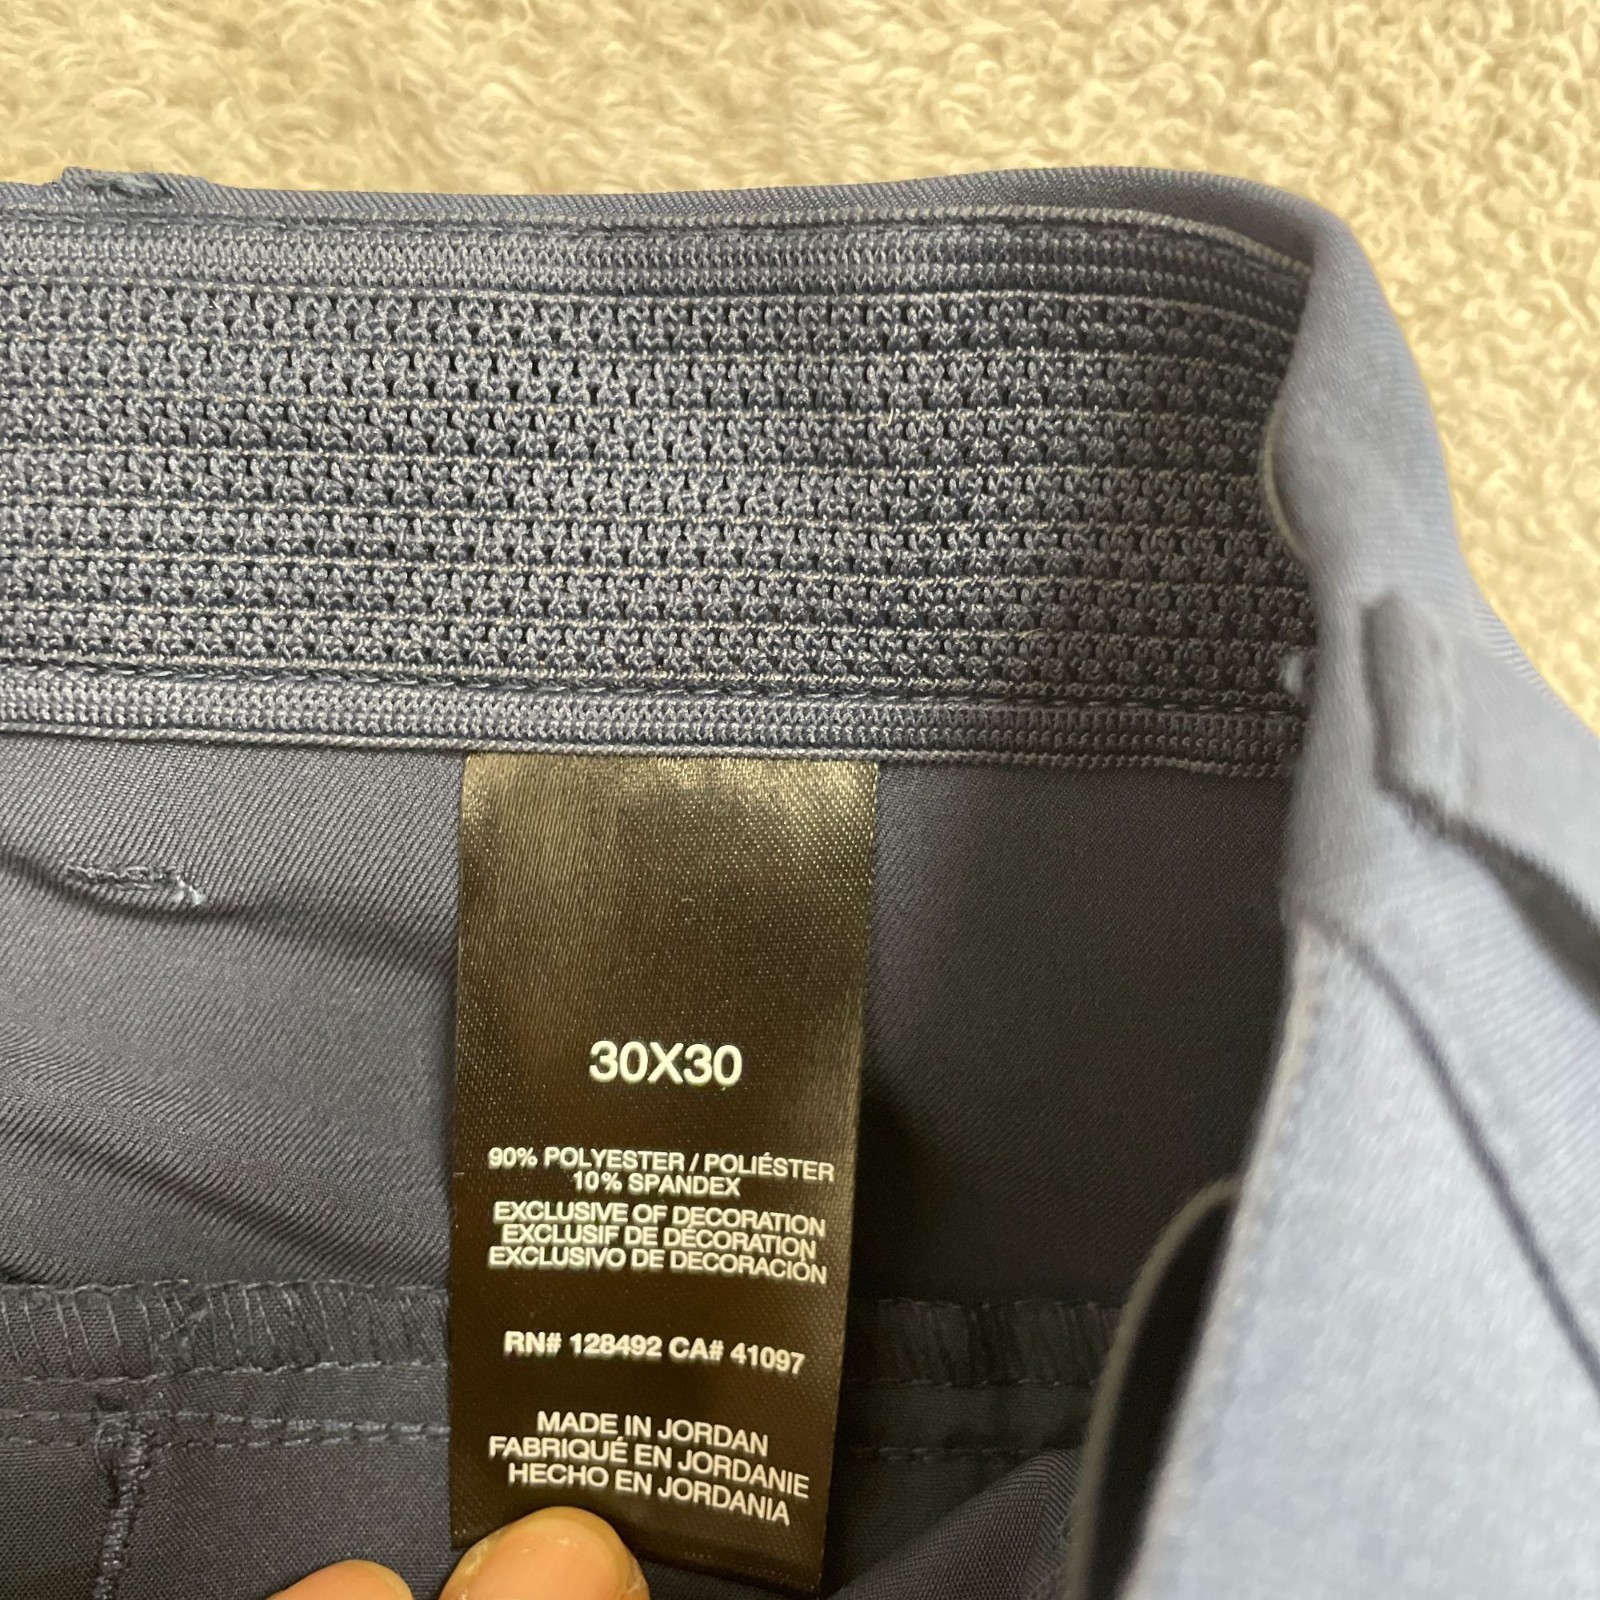 30X30
90% POLYESTER / POLIÉSTER
10% SPANDEX
EXCLUSIVE OF DECORATION
EXCLUSIF DE DÉCORATION
EXCLUSIVO DE DECORACIÓN
RN# 128492 CA# 41097
MADE IN JORDAN
FABRIQUÉ EN JORDANIE
HECHO EN JORDANIA